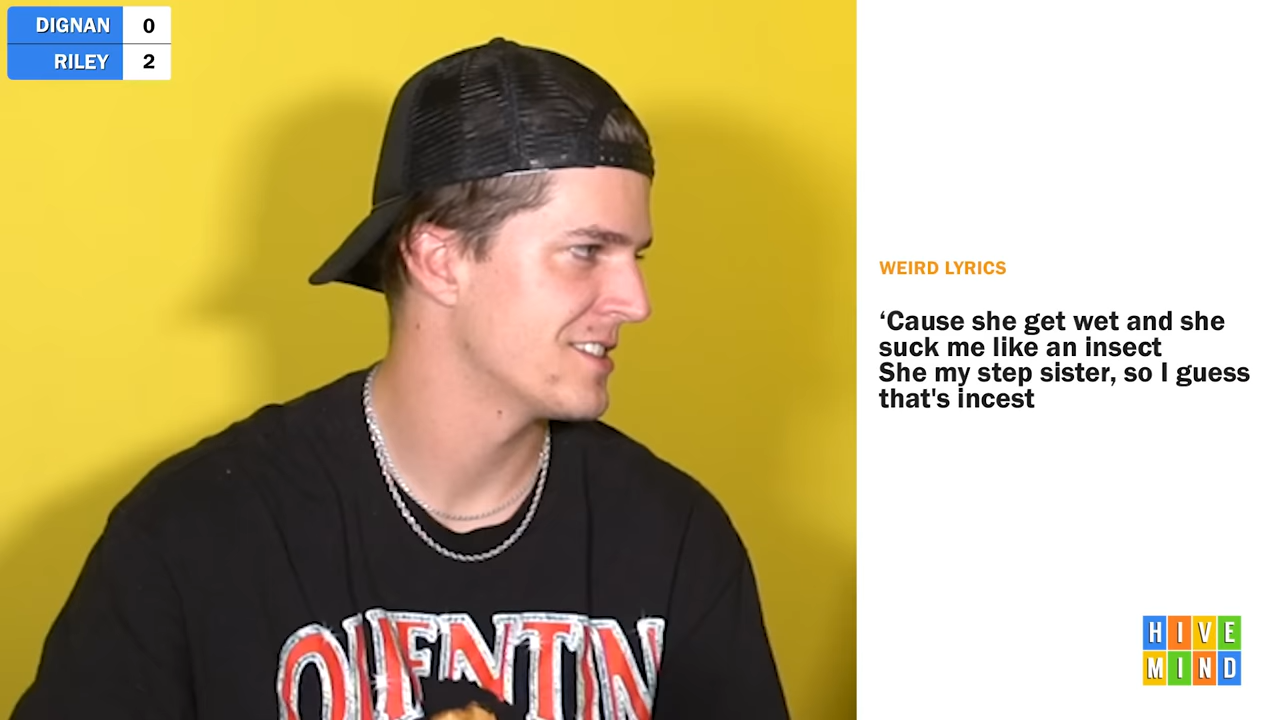 DIGNAN 0
RILEY 2
WEIRD LYRICS
‘Cause she get wet and she
suck me like an insect
She my step sister, so I guess
that's incest
QUENTIN
HIVE
MIND